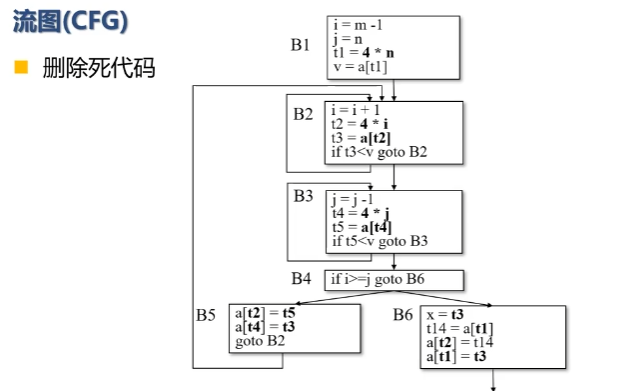 流图(CFG)
删除死代码
B1
i = m -1
j = n
t1 = 4 * n
v = a[t1]
B2
i = i + 1
t2 = 4 * i
t3 = a[t2]
if t3<v goto B2
B3
j = j -1
t4 = 4 * j
t5 = a[t4]
if t5<v goto B3
B4
if i>=j goto B6
B5
a[t2] = t5
a[t4] = t3
goto B2
B6
x = t3
t14 = a[t1]
a[t2] = t14
a[t1] = t3